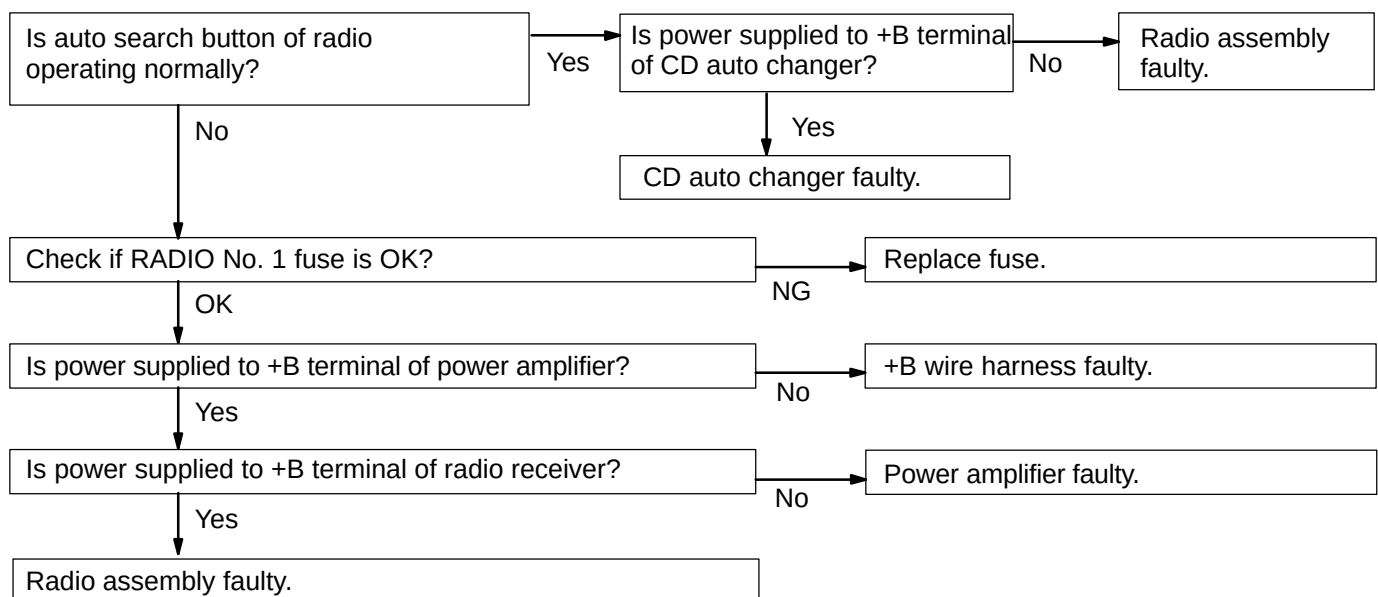 Is auto search button of radio
operating normally?
Yes
Is power supplied to +B terminal
of CD auto changer?
No
Radio assembly
faulty.
No
Yes
CD auto changer faulty.
Check if RADIO No. 1 fuse is OK?
NG
Replace fuse.
OK
Is power supplied to +B terminal of power amplifier?
No
+B wire harness faulty.
Yes
Is power supplied to +B terminal of radio receiver?
No
Power amplifier faulty.
Yes
Radio assembly faulty.